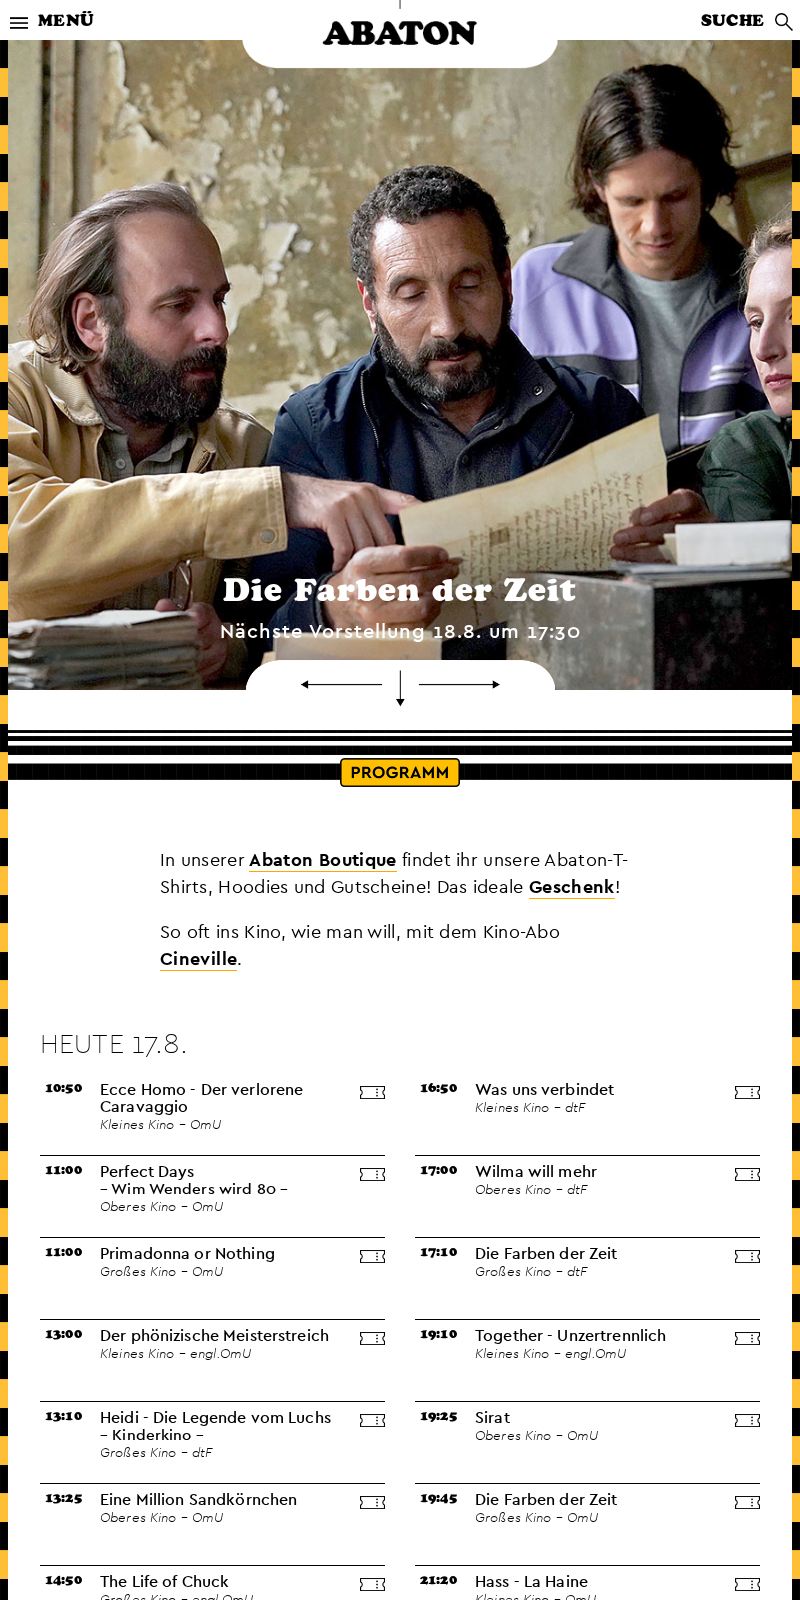 MENÜ
ABATON
SUCHE
Die Farben der Zeit
Nächste Vorstellung 18.8. um 17:30
PROGRAMM
In unserer Abaton Boutique findet ihr unsere Abaton-T-
Shirts, Hoodies und Gutscheine! Das ideale Geschenk!
So oft ins Kino, wie man will, mit dem Kino-Abo
Cineville.
HEUTE 17.8.
10:50 Ecce Homo - Der verlorene
Caravaggio
Kleines Kino – OmU
11:00 Perfect Days
– Wim Wenders wird 80 –
Oberes Kino – OmU
11:00 Primadonna or Nothing
Großes Kino – OmU
13:00 Der phönizische Meisterstreich
Kleines Kino – engl.OmU
13:10 Heidi - Die Legende vom Luchs
– Kinderkino –
Großes Kino – dtF
13:25 Eine Million Sandkörnchen
Oberes Kino – OmU
14:50 The Life of Chuck
Großes Kino – engl.OmU
16:50 Was uns verbindet
Kleines Kino – dtF
17:00 Wilma will mehr
Oberes Kino – dtF
17:10 Die Farben der Zeit
Großes Kino – dtF
19:10 Together - Unzertrennlich
Kleines Kino – engl.OmU
19:25 Sirat
Oberes Kino – OmU
19:45 Die Farben der Zeit
Großes Kino – OmU
21:20 Hass - La Haine
Kleines Kino – OmU